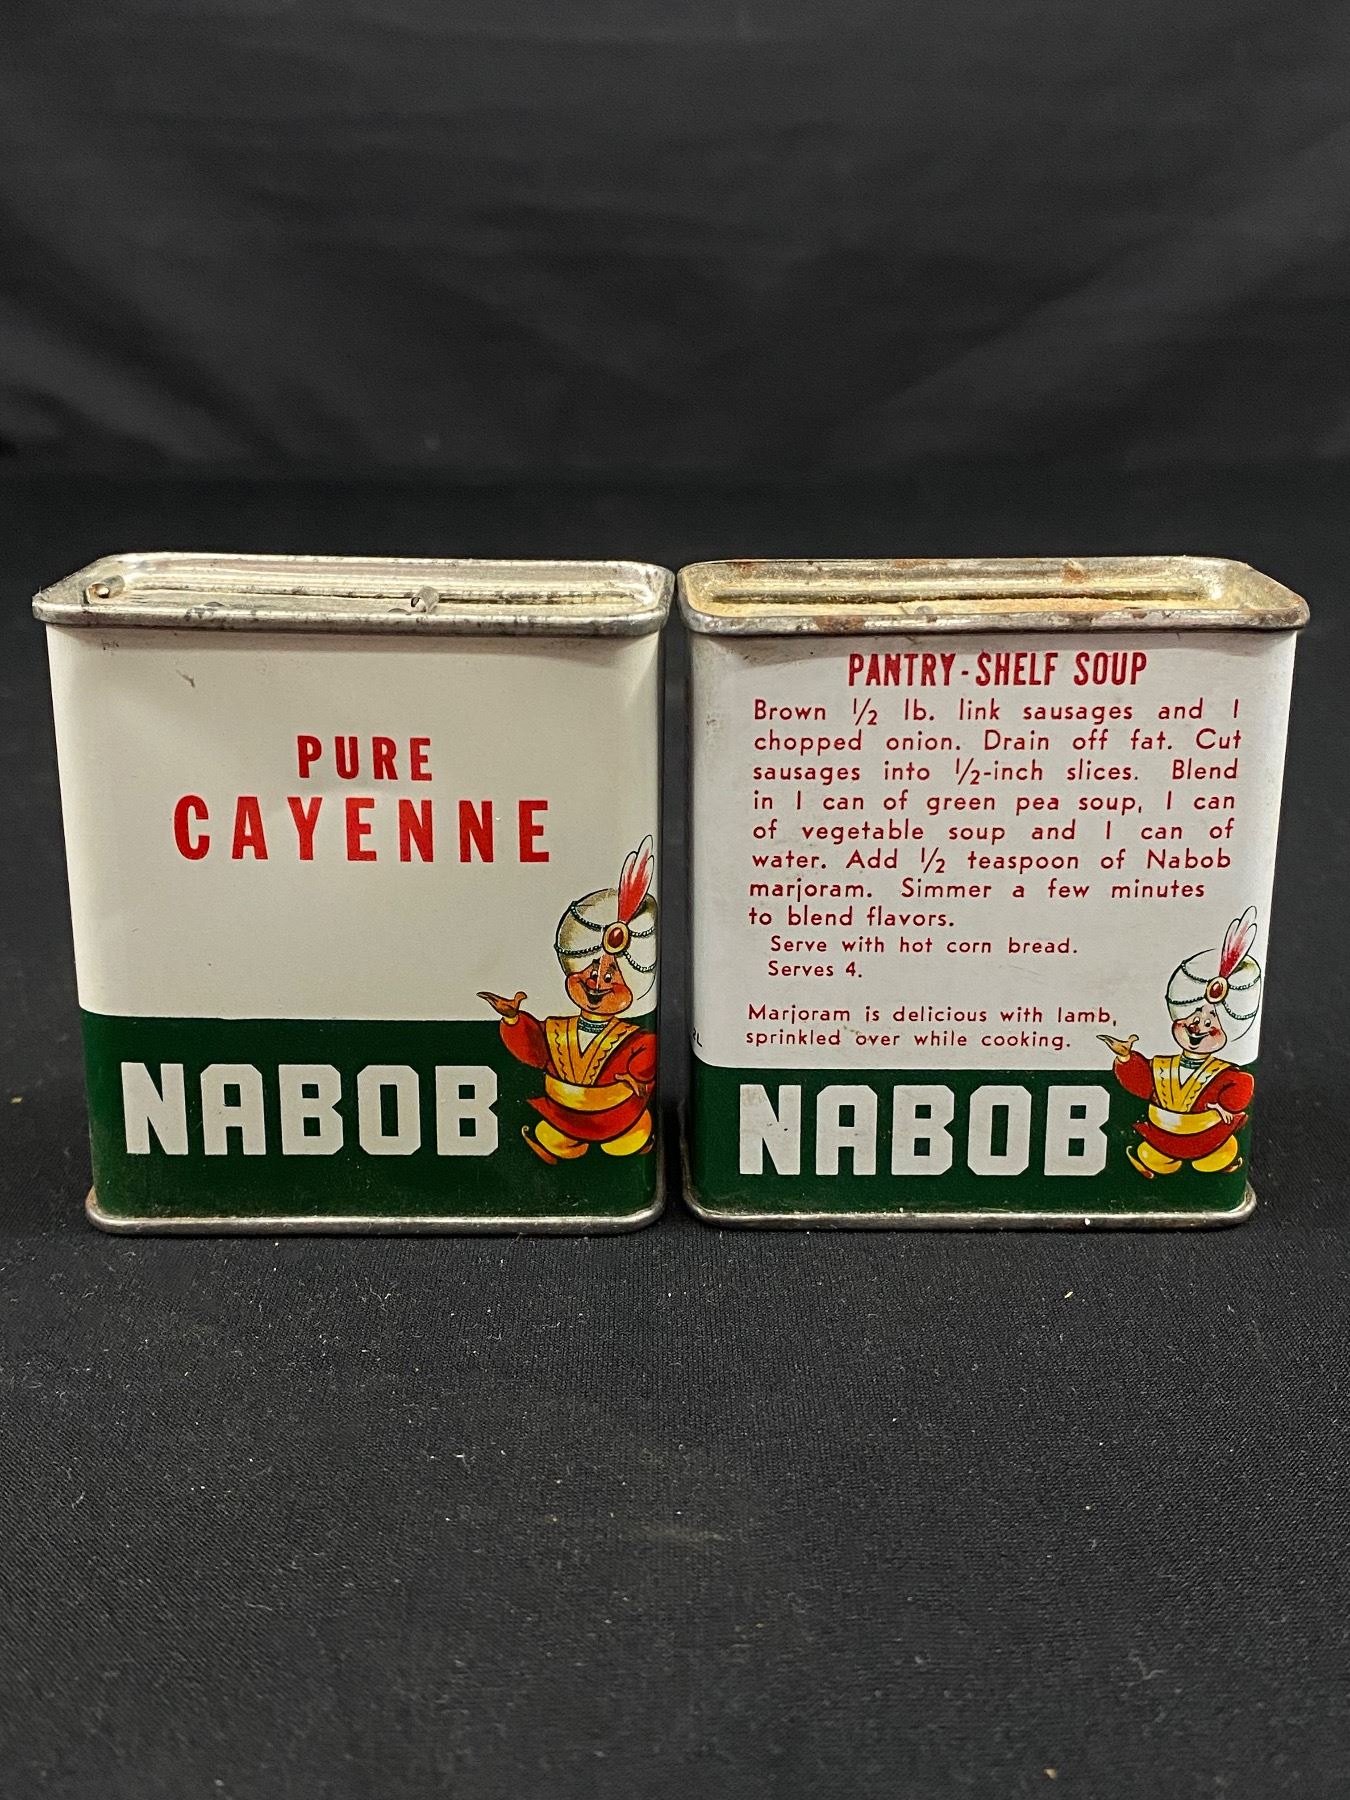 PURE
CAYENNE
NABOB
PANTRY-SHELF SOUP
Brown 1/2 lb. link sausages and 1
chopped onion. Drain off fat. Cut
sausages into 1/2-inch slices. Blend
in 1 can of green pea soup, 1 can
of vegetable soup and 1 can of
water. Add 1/2 teaspoon of Nabob
marjoram. Simmer a few minutes
to blend flavors.
Serve with hot corn bread.
Serves 4.
Marjoram is delicious with lamb,
sprinkled over while cooking.
NABOB